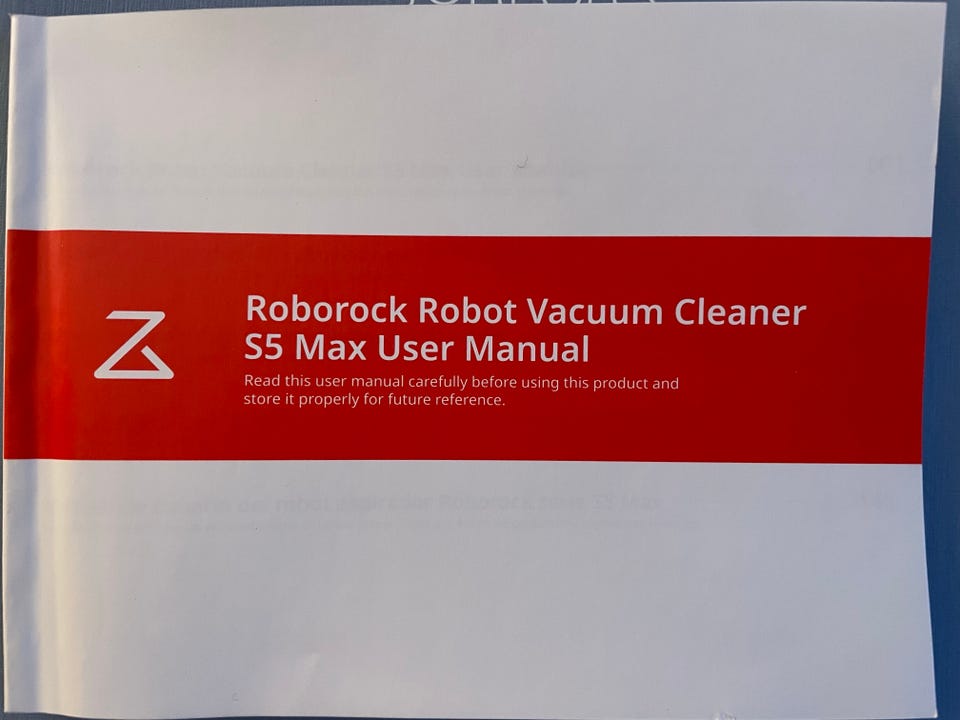 Roborock Robot Vacuum Cleaner
S5 Max User Manual
Read this user manual carefully before using this product and
store it properly for future reference.